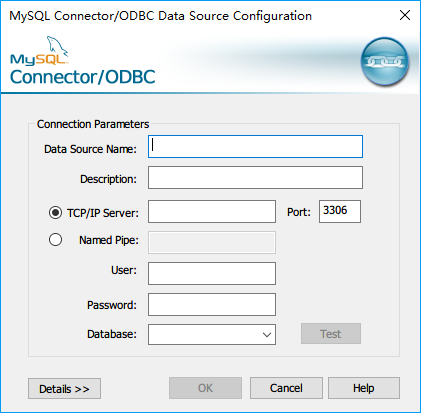 MySQL Connector/ODBC Data Source Configuration
MySQL
Connector/ODBC
Connection Parameters
Data Source Name:
Description:
TCP/IP Server:
Port: 3306
Named Pipe:
User:
Password:
Database:
Test
Details >>
OK
Cancel
Help